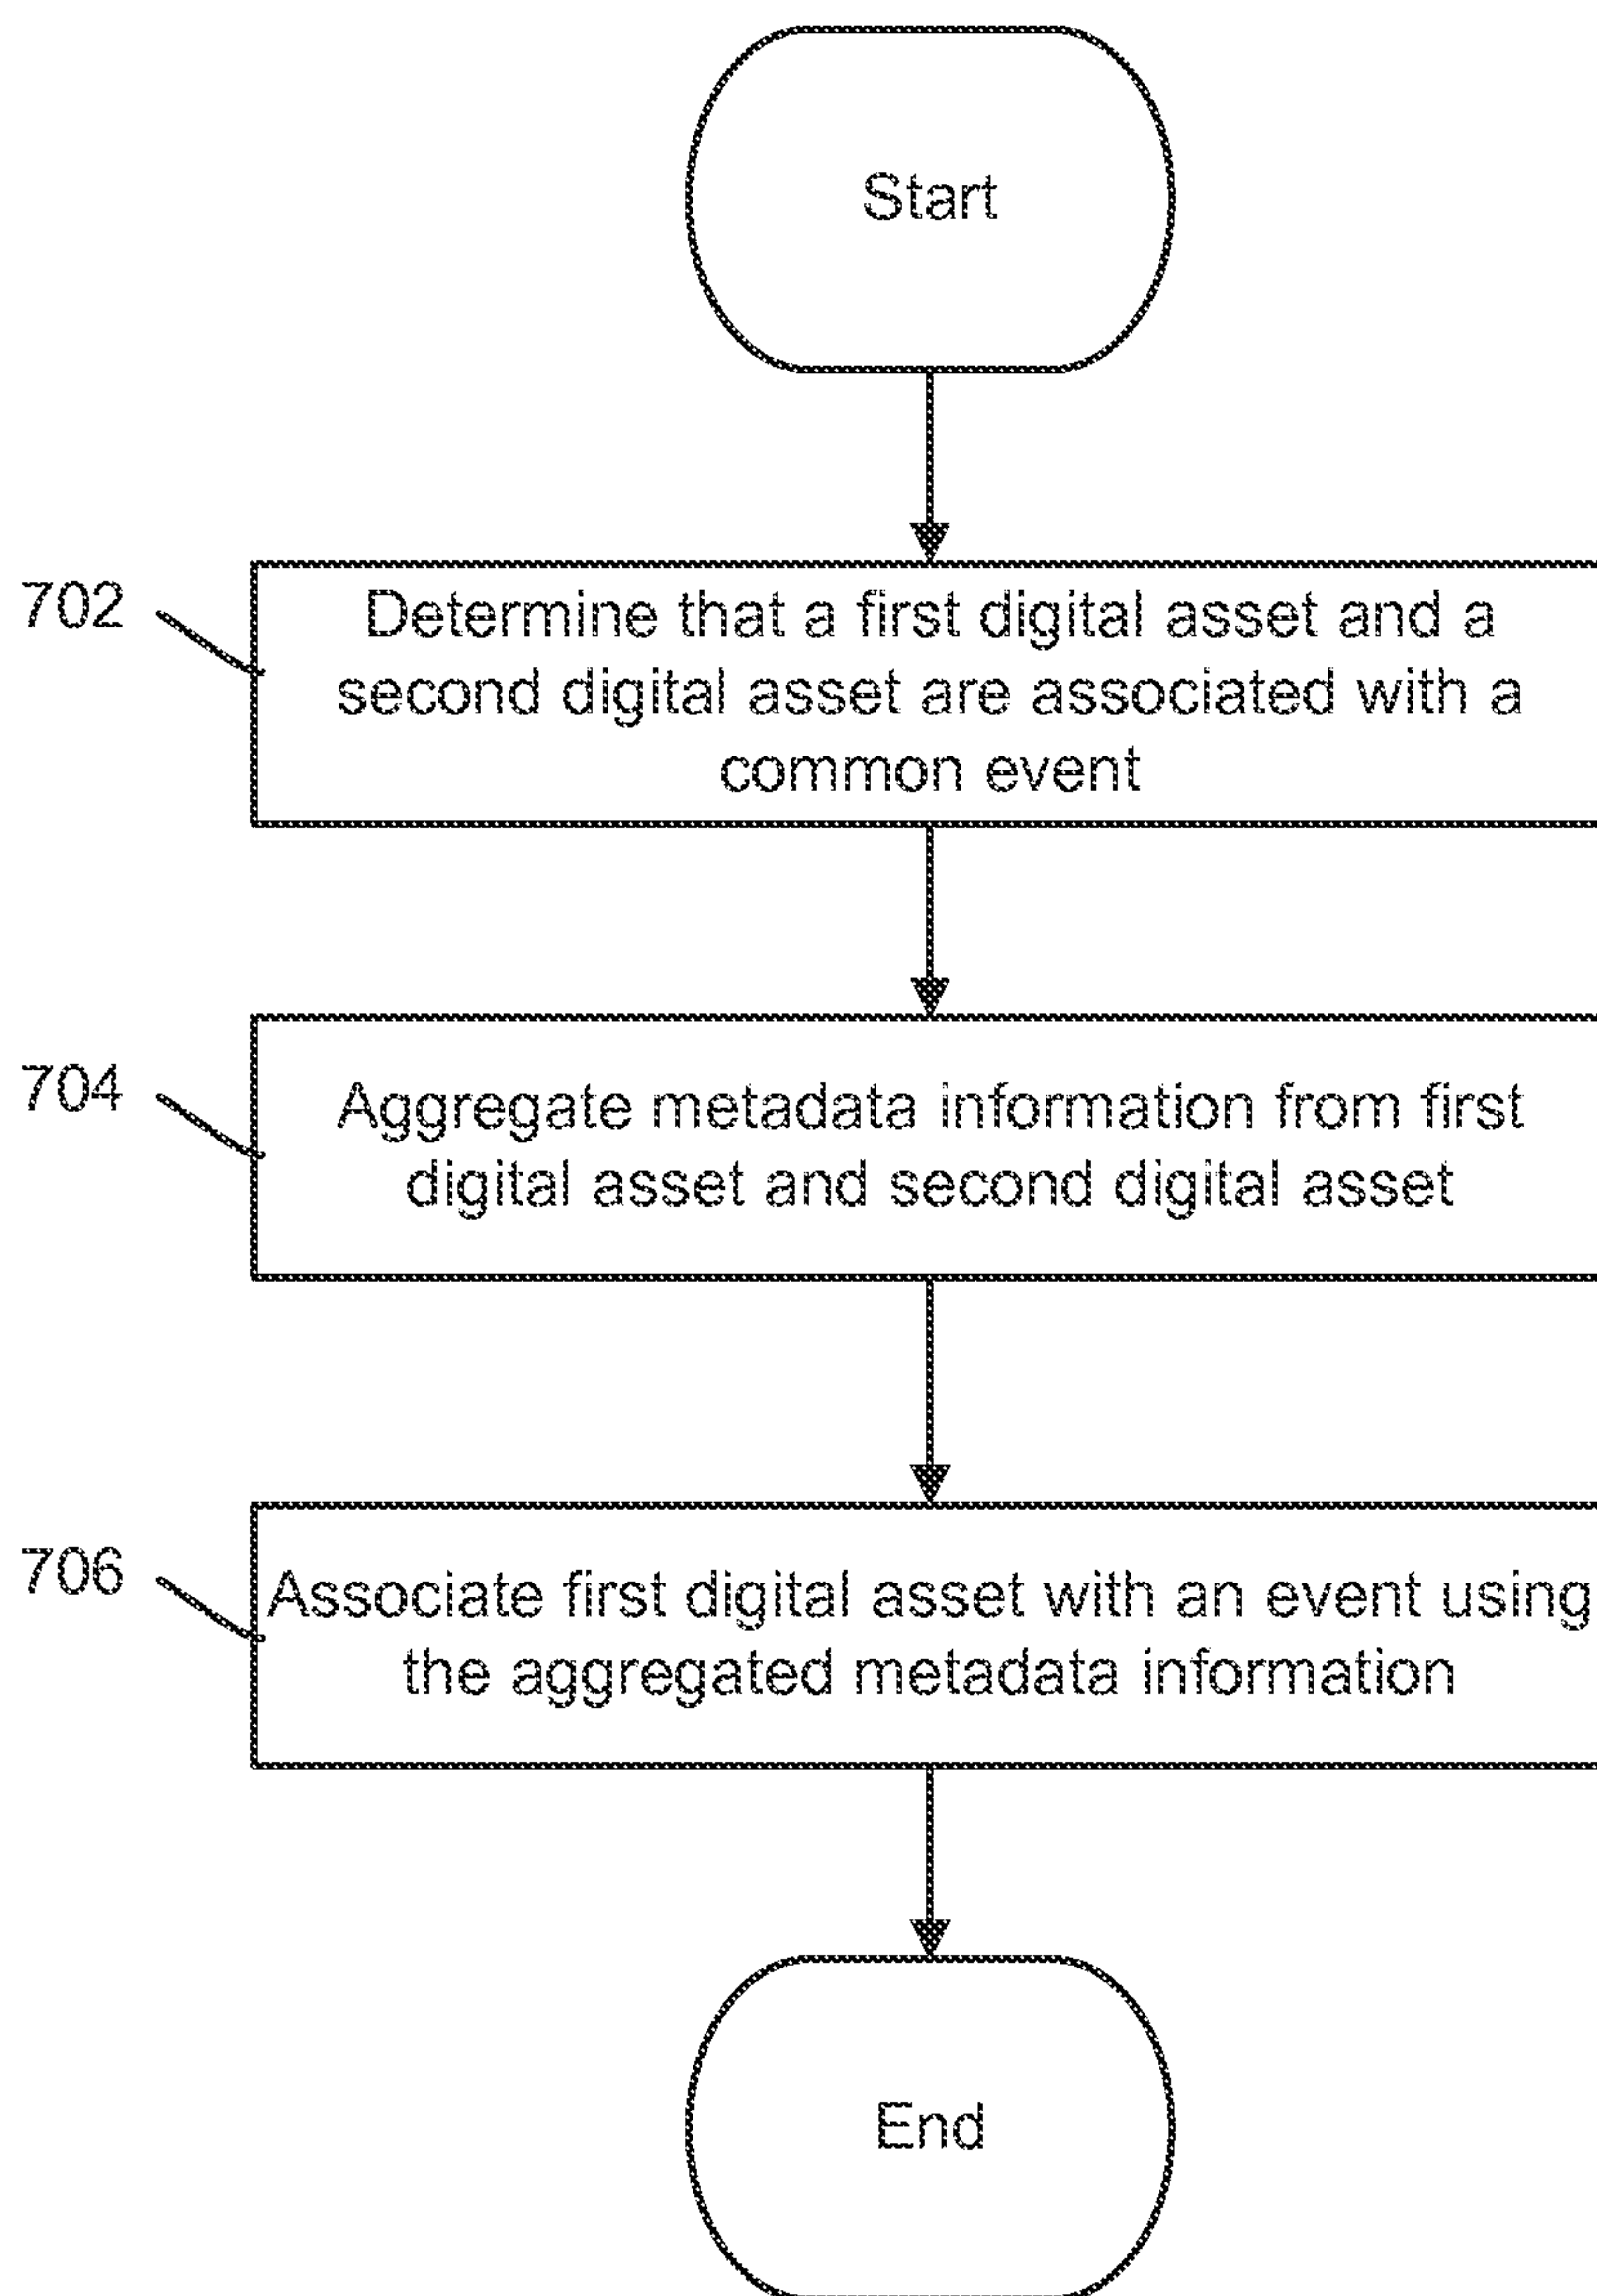 Start
702
Determine that a first digital asset and a
second digital asset are associated with a
common event
704
Aggregate metadata information from first
digital asset and second digital asset
706
Associate first digital asset with an event using
the aggregated metadata information
End